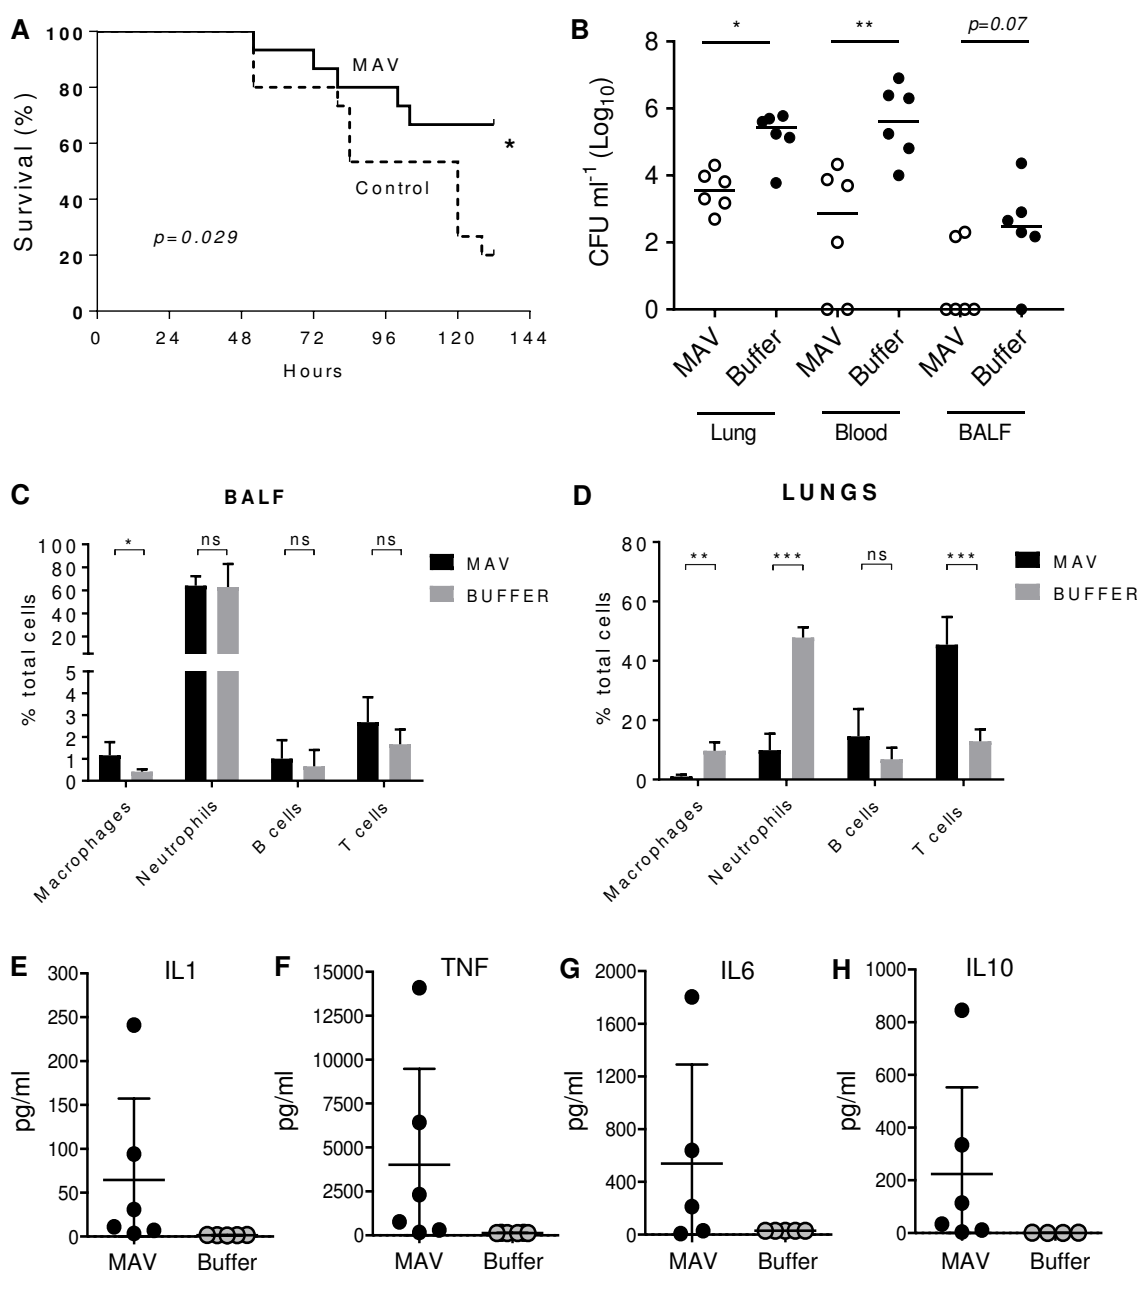 A
100
80
60
40
20
0
Survival (%)
MAV
*
Control
p=0.029
0 24 48 72 96 120 144
Hours
B
* ** p=0.07
8
6
4
2
0
CFU ml-1 (Log10)
MAV Buffer MAV Buffer MAV Buffer
Lung Blood BALF
C
BALF
100
80
60
40
20
5
4
3
2
1
0
% total cells
* ns ns ns
MAV
BUFFER
Macrophages Neutrophils B cells T cells
D
LUNGS
80
60
40
20
0
% total cells
** *** ns ***
MAV
BUFFER
Macrophages Neutrophils B cells T cells
E
IL1
300
250
200
150
100
50
0
pg/ml
MAV Buffer
F
TNF
15000
12500
10000
7500
5000
2500
0
pg/ml
MAV Buffer
G
IL6
2000
1600
1200
800
400
0
pg/ml
MAV Buffer
H
IL10
1000
800
600
400
200
0
pg/ml
MAV Buffer